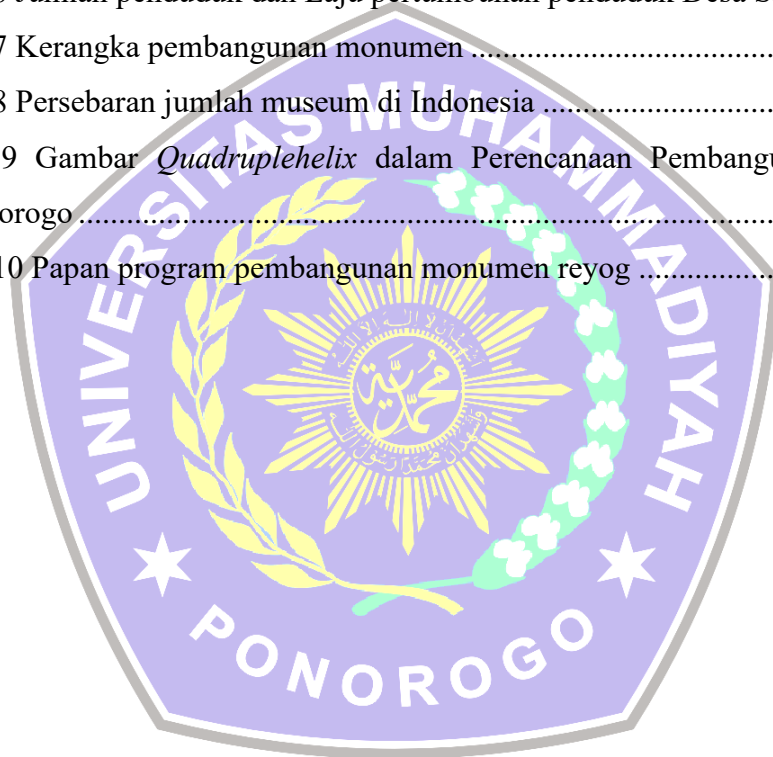 7 Kerangka pembangunan monumen ......................................
8 Persebaran jumlah museum di Indonesia .............................
9 Gambar Quadruplehelix dalam Perencanaan
orogo .........................................................................................
10 Papan program pembangunan monumen reyog .................
UNIVERSITAS MUHAMMADIYAH
محمدية
PONOROGO